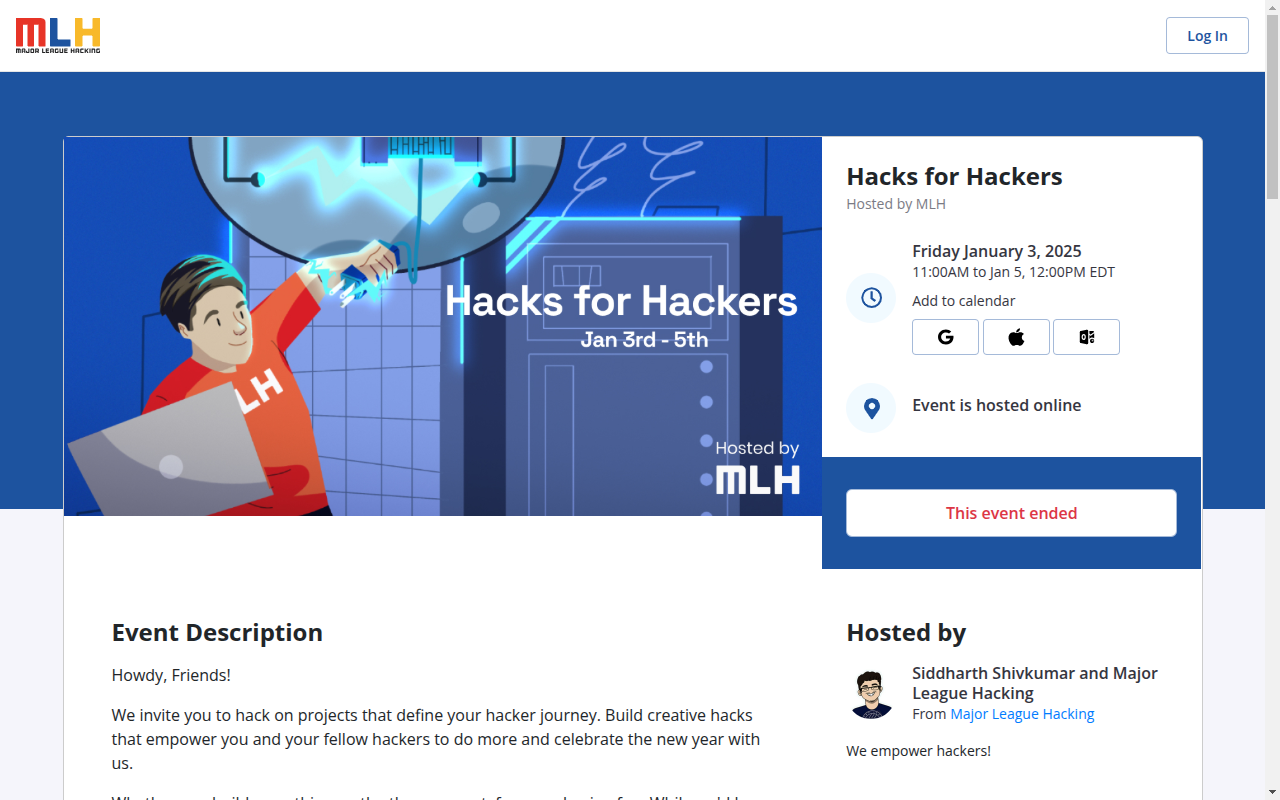 MLH
MAJOR LEAGUE HACKING
Log In
Hacks for Hackers
Jan 3rd - 5th
LH
Hosted by
MLH
Hacks for Hackers
Hosted by MLH
Friday January 3, 2025
11:00AM to Jan 5, 12:00PM EDT
Add to calendar
Event is hosted online
This event ended
Event Description
Howdy, Friends!
We invite you to hack on projects that define your hacker journey. Build creative hacks
that empower you and your fellow hackers to do more and celebrate the new year with
us.
Hosted by
Siddharth Shivkumar and Major
League Hacking
From Major League Hacking
We empower hackers!